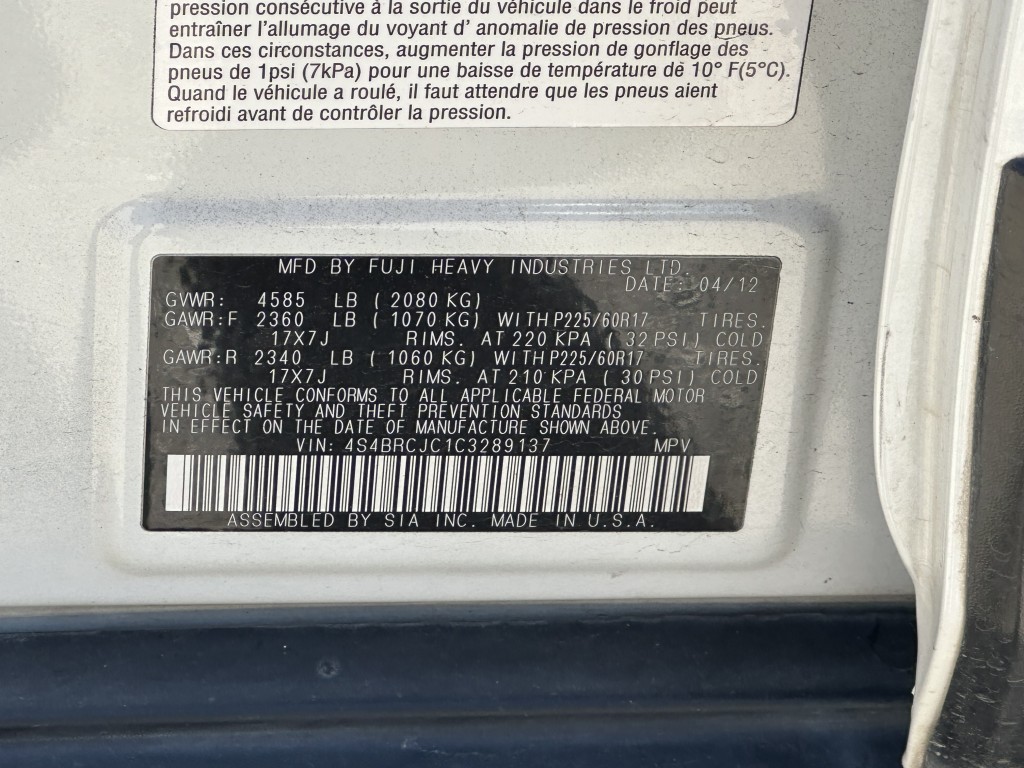 pression consécutive à la sortie du véhicule dans le froid peut
entraîner l'allumage du voyant d' anomalie de pression des pneus.
Dans ces circonstances, augmenter la pression de gonflage des
pneus de 1psi (7kPa) pour une baisse de température de 10° F(5°C).
Quand le véhicule a roulé, il faut attendre que les pneus aient
refroidi avant de contrôler la pression.
MFD BY FUJI HEAVY INDUSTRIES LTD.
DATE: 04/12
GVWR: 4585 LB ( 2080 KG)
GAWR:F 2360 LB ( 1070 KG) WITH P225/60R17 TIRES.
17X7J RIMS. AT 220 KPA ( 32 PSI) COLD
GAWR:R 2340 LB ( 1060 KG) WITH P225/60R17 TIRES.
17X7J RIMS. AT 210 KPA ( 30 PSI) COLD
THIS VEHICLE CONFORMS TO ALL APPLICABLE FEDERAL MOTOR
VEHICLE SAFETY AND THEFT PREVENTION STANDARDS
IN EFFECT ON THE DATE OF MANUFACTURE SHOWN ABOVE.
VIN: 4S4BRCJC1C3289137 MPV
ASSEMBLED BY SIA INC. MADE IN U.S.A.